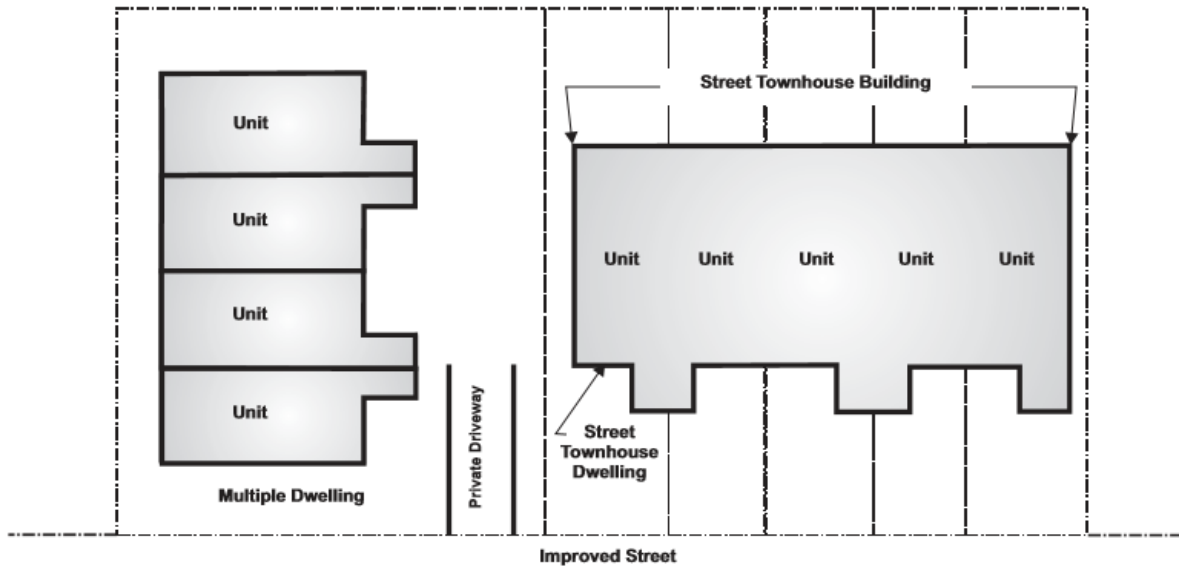 Street Townhouse Building
Unit
Unit
Unit
Unit
Unit
Unit
Unit
Unit
Unit
Street
Townhouse
Dwelling
Private Driveway
Multiple Dwelling
Improved Street